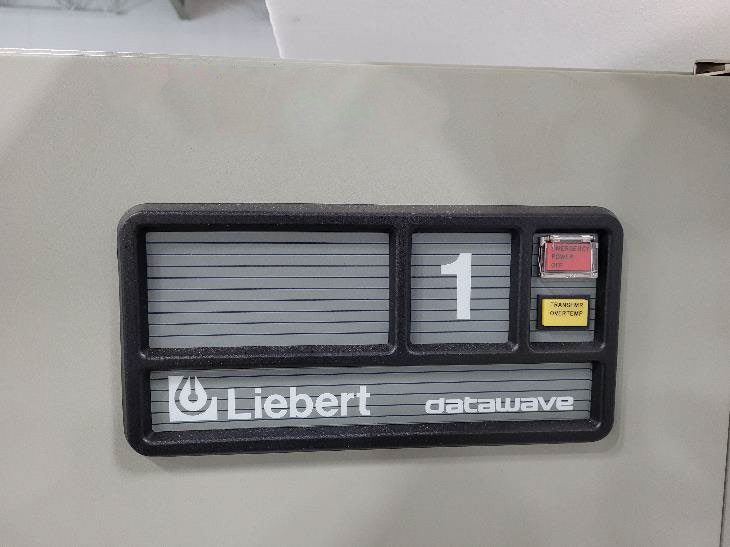 1
EMERGENCY
POWER
OFF
TRANSFMR
OVERTEMP
Liebert
datawave